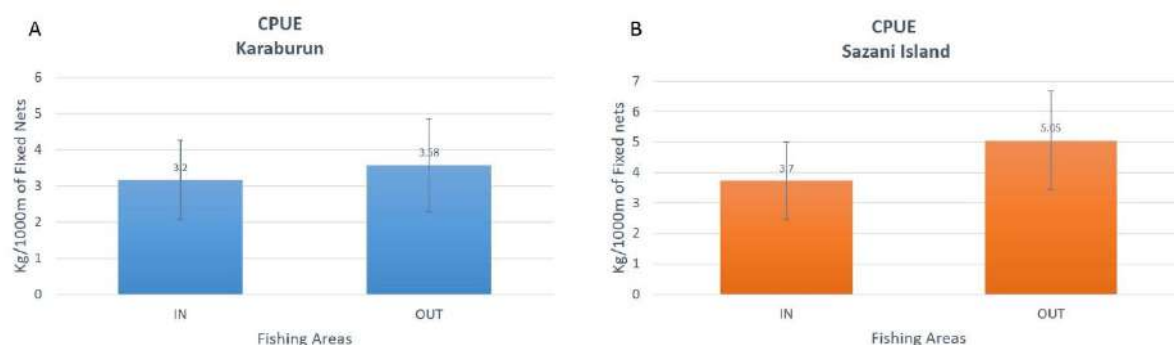 A
CPUE
Karaburun
Kg/1000m of Fixed Nets
6
5
4
3
2
1
0
3.2
3.58
IN
OUT
Fishing Areas
B
CPUE
Sazani Island
Kg/1000m of Fixed nets
7
6
5
4
3
2
1
0
3.7
5.05
IN
OUT
Fishing Areas